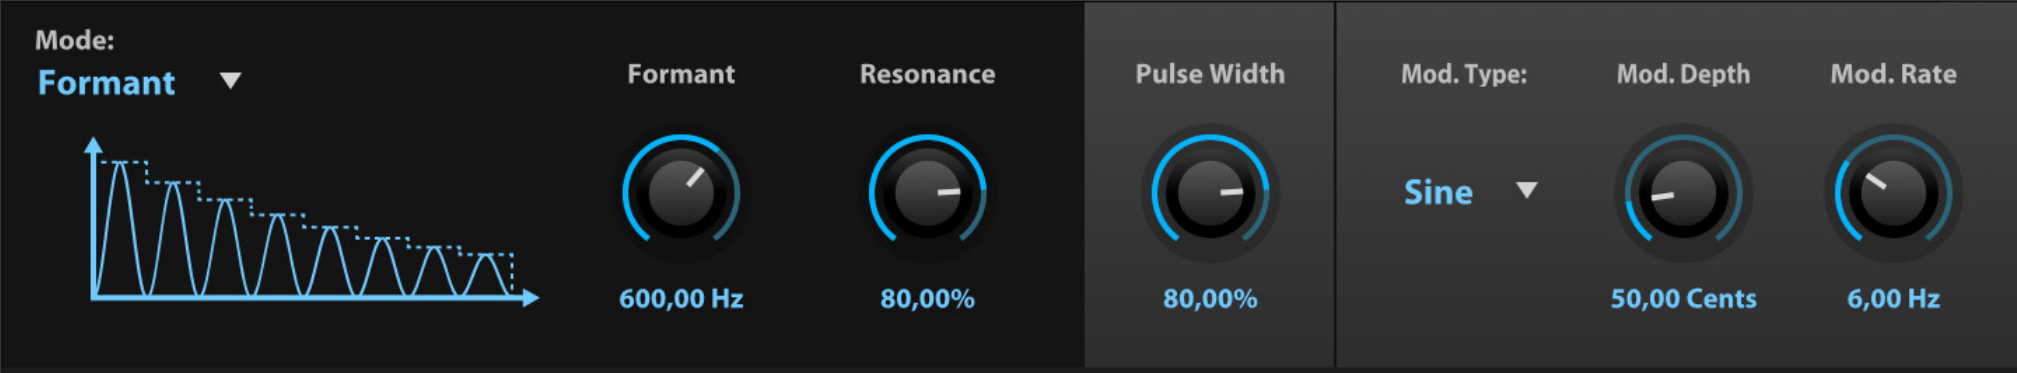 Mode:
Formant
Formant
Resonance
Pulse Width
Mod. Type:
Mod. Depth
Mod. Rate
Sine
600,00 Hz
80,00%
80,00%
50,00 Cents
6,00 Hz